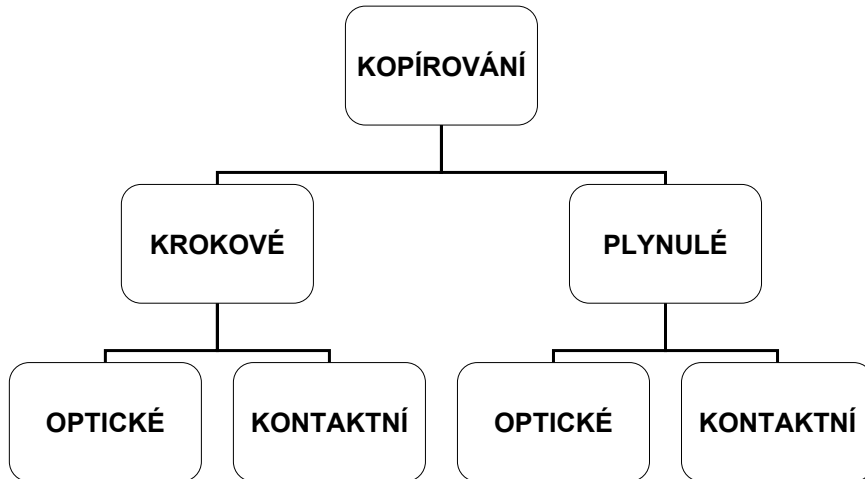 KOPÍROVÁNÍ
KROKOVÉ
PLYNULÉ
OPTICKÉ
KONTAKTNÍ
OPTICKÉ
KONTAKTNÍ